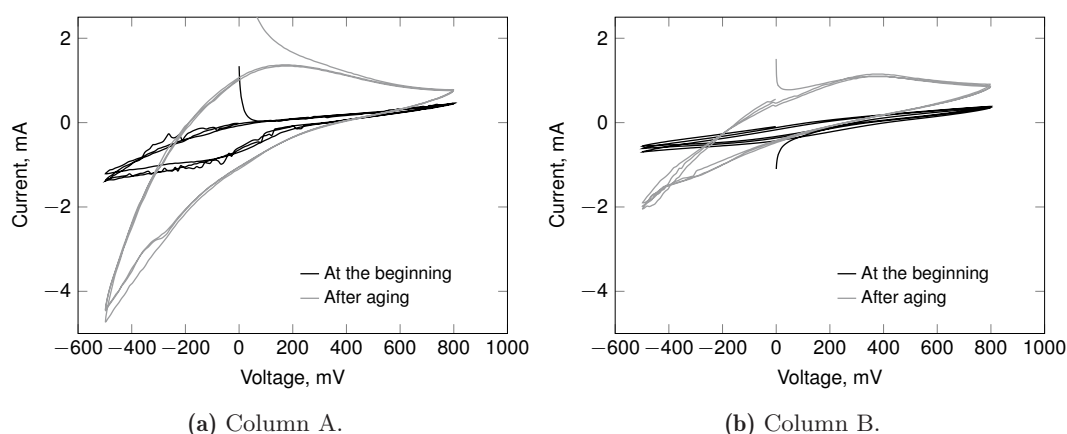 2
0
−2
−4
Current, mA
At the beginning
After aging
−600 −400 −200 0 200 400 600 800 1000
Voltage, mV
(a) Column A.
2
0
−2
−4
Current, mA
At the beginning
After aging
−600 −400 −200 0 200 400 600 800 1000
Voltage, mV
(b) Column B.